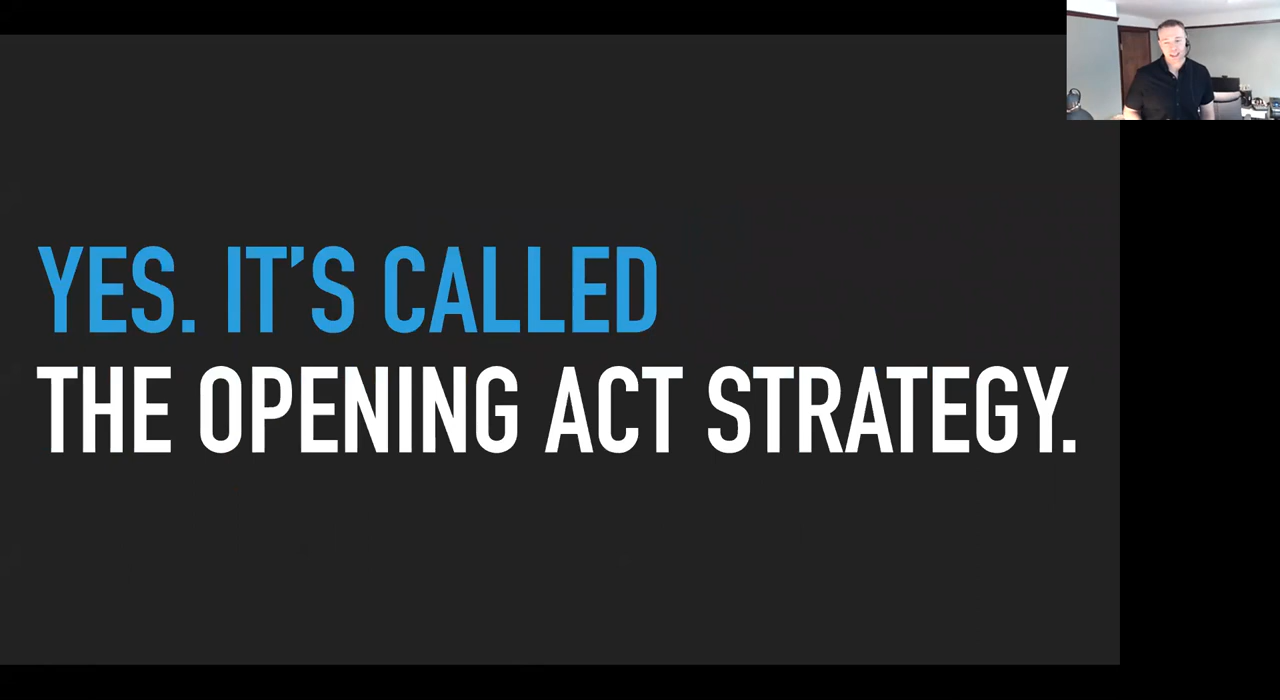 YES. IT’S CALLED
THE OPENING ACT STRATEGY.